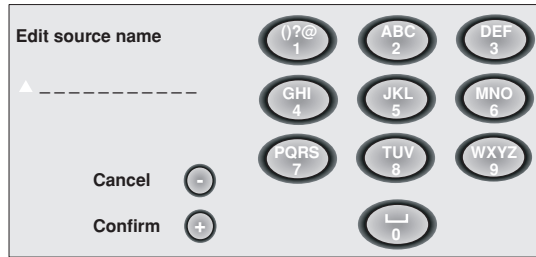 Edit source name
()?@
1
ABC
2
DEF
3
GHI
4
JKL
5
MNO
6
PQRS
7
TUV
8
WXYZ
9
Cancel -
Confirm +
0